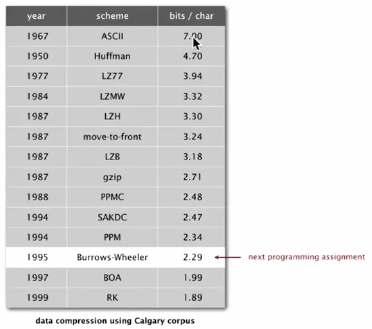 year scheme bits / char
1967 ASCII 7.00
1950 Huffman 4.70
1977 LZ77 3.94
1984 LZMW 3.32
1987 LZH 3.30
1987 move-to-front 3.24
1987 LZB 3.18
1987 gzip 2.71
1988 PPMC 2.48
1994 SAKDC 2.47
1994 PPM 2.34
1995 Burrows-Wheeler 2.29 next programming assignment
1997 BOA 1.99
1999 RK 1.89
data compression using Calgary corpus